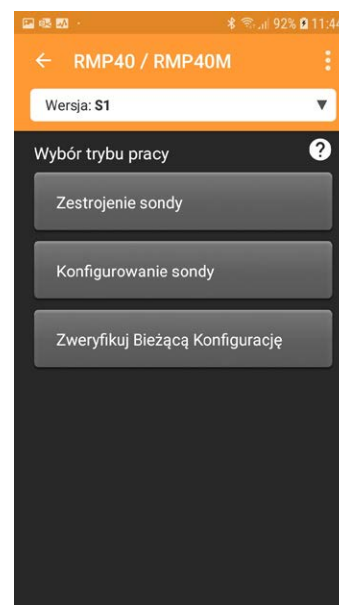 92% 11:44
RMP40 / RMP40M
Wersja: S1
Wybór trybu pracy
?
Zestrojenie sondy
Konfigurowanie sondy
Zweryfikuj Bieżącą Konfigurację